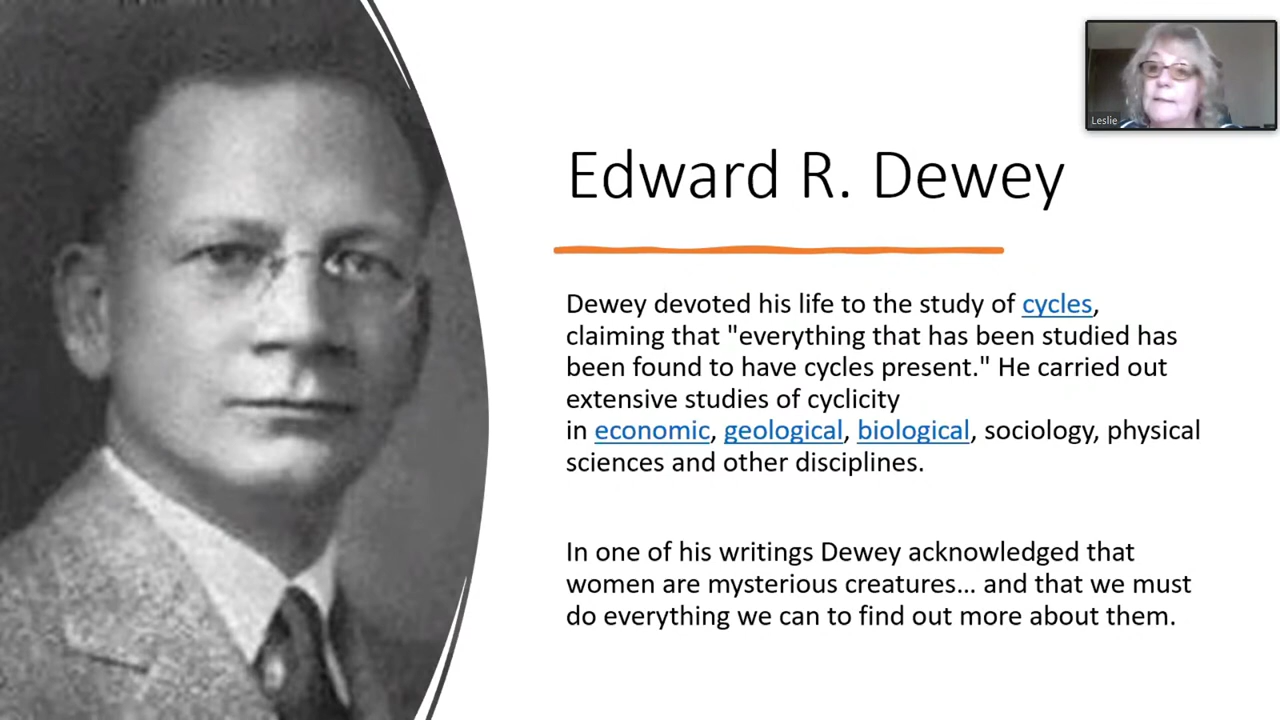 Leslie
Edward R. Dewey
Dewey devoted his life to the study of cycles,
claiming that "everything that has been studied has
been found to have cycles present." He carried out
extensive studies of cyclicity
in economic, geological, biological, sociology, physical
sciences and other disciplines.
In one of his writings Dewey acknowledged that
women are mysterious creatures… and that we must
do everything we can to find out more about them.